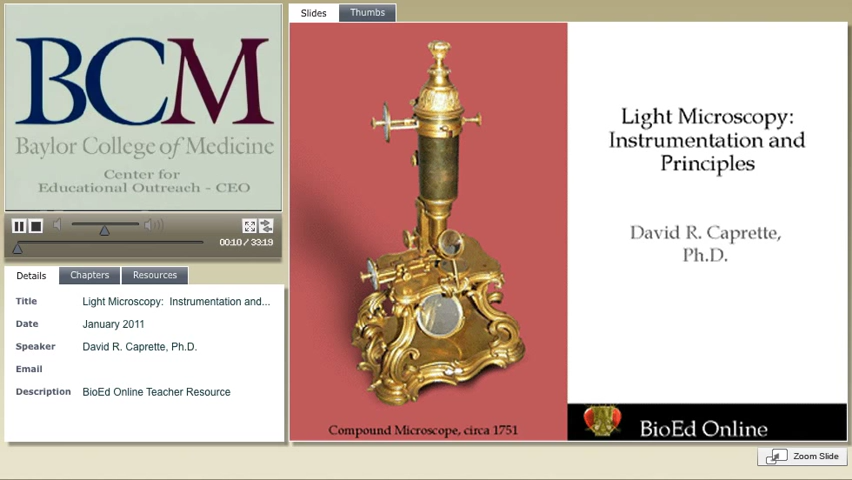 BCM
Baylor College of Medicine
Center for
Educational Outreach - CEO
00:10 / 33:19
Details
Chapters
Resources
Title
Light Microscopy: Instrumentation and...
Date
January 2011
Speaker
David R. Caprette, Ph.D.
Email
Description
BioEd Online Teacher Resource
Slides
Thumbs
Compound Microscope, circa 1751
Light Microscopy:
Instrumentation and
Principles
David R. Caprette,
Ph.D.
BioEd Online
Zoom Slide